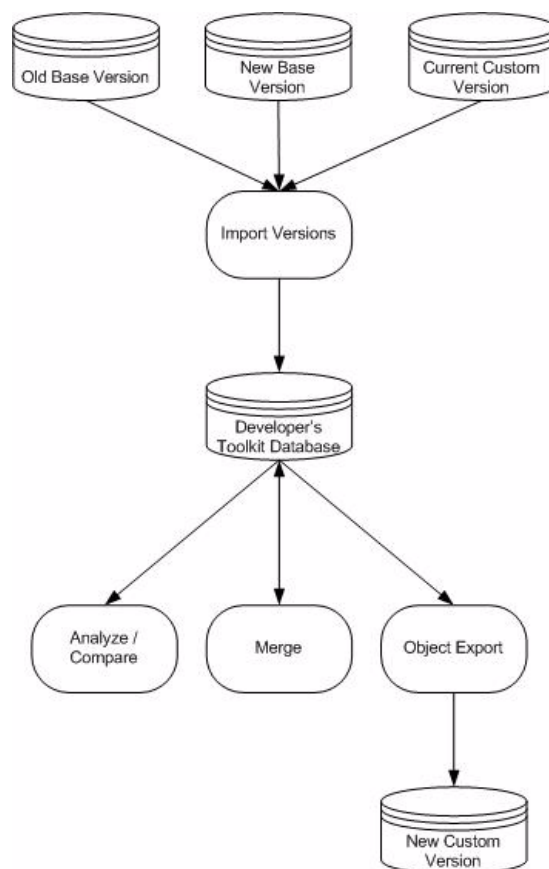 Old Base Version
New Base
Version
Current Custom
Version
Import Versions
Developer's
Toolkit Database
Analyze /
Compare
Merge
Object Export
New Custom
Version